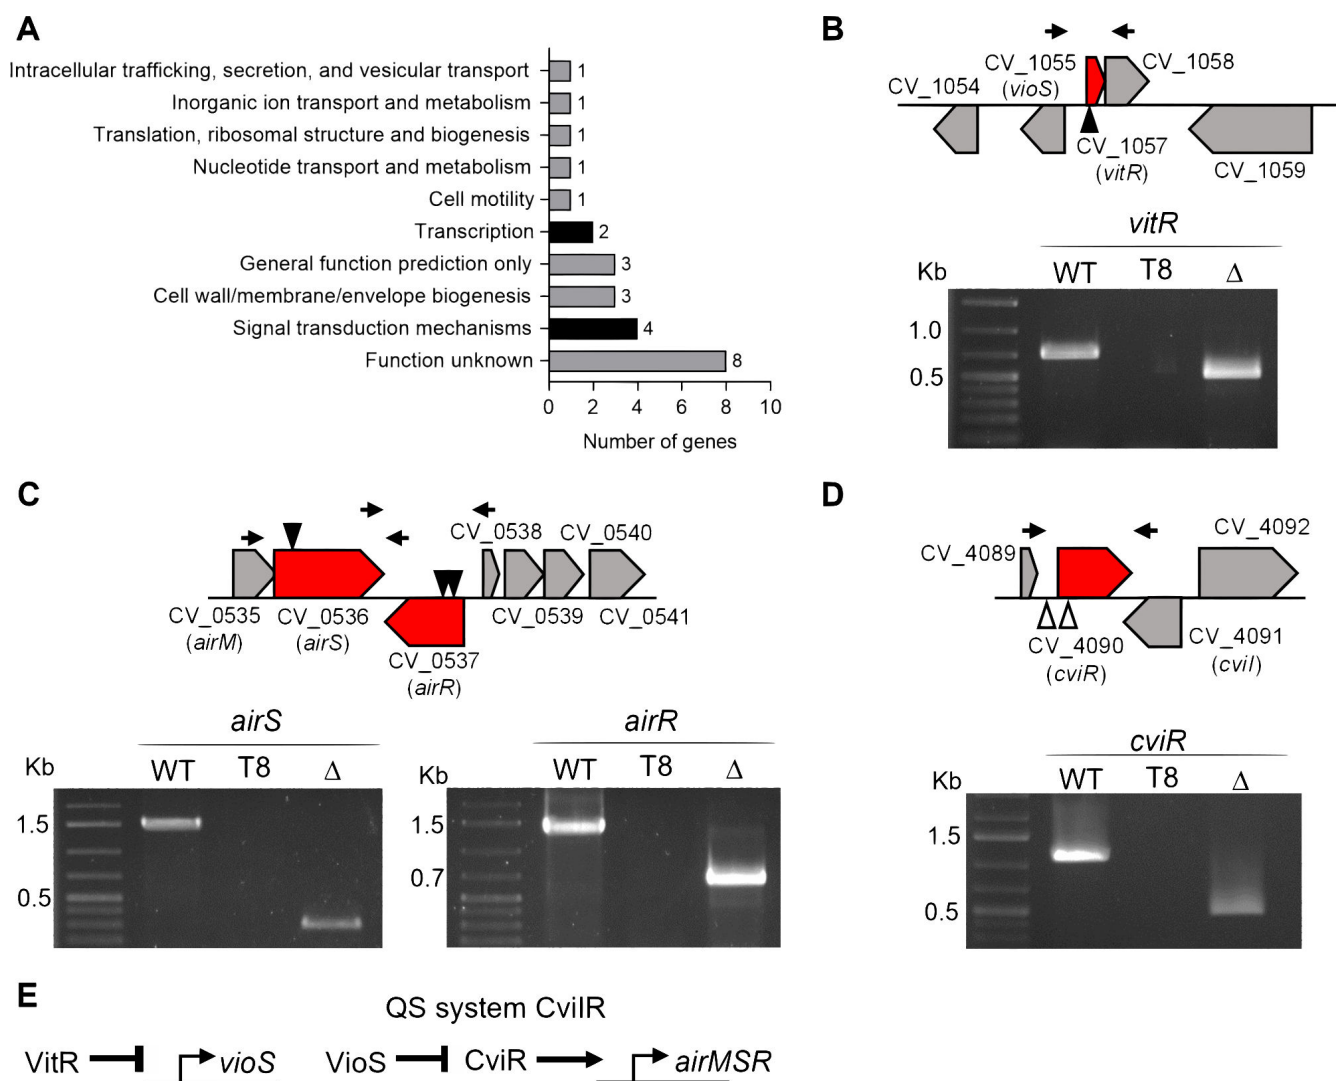 A
Intracellular trafficking, secretion, and vesicular transport 1
Inorganic ion transport and metabolism 1
Translation, ribosomal structure and biogenesis 1
Nucleotide transport and metabolism 1
Cell motility 1
Transcription 2
General function prediction only 3
Cell wall/membrane/envelope biogenesis 3
Signal transduction mechanisms 4
Function unknown 8
0 2 4 6 8 10
Number of genes
B
CV_1054
CV_1055
(vioS)
CV_1058
CV_1057
(vitR)
CV_1059
vitR
Kb WT T8 Δ
1.0
0.5
C
CV_0538 CV_0540
CV_0535
(airM)
CV_0536
(airS)
CV_0539 CV_0541
CV_0537
(airR)
airS
Kb WT T8 Δ
1.5
0.5
airR
Kb WT T8 Δ
1.5
0.7
D
CV_4089
CV_4092
CV_4090
(cviR)
CV_4091
(cviI)
cviR
Kb WT T8 Δ
1.5
0.5
E
QS system CviIR
VitR vioS VioS CviR airMSR